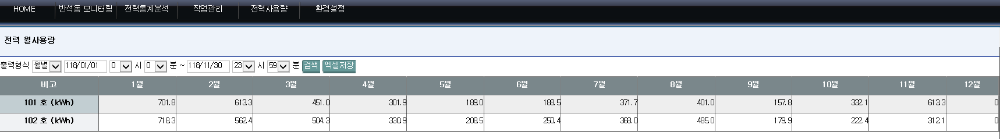 HOME 반석동 모니터링 전력통계분석 작업관리 전력사용량 환경설정
전력 월사용량
출력형식 월별 118/01/01 0 시 0 분 ~ 118/11/30 23 시 59 분 검색 엑셀저장
비고 1월 2월 3월 4월 5월 6월 7월 8월 9월 10월 11월 12월
101 호 (kWh) 701.8 613.3 451.0 301.9 189.0 188.5 371.7 401.0 157.8 332.1 613.3 0
102 호 (kWh) 718.3 562.4 504.3 330.9 208.5 250.4 368.0 485.0 179.9 222.4 312.1 0